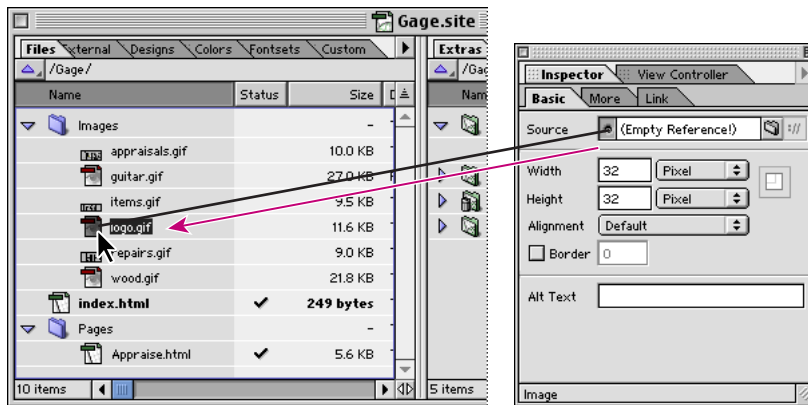 Gage.site
Files External Designs Colors Fontsets Custom
/Gage/
Name Status Size
Images -
appraisals.gif 10.0 KB
guitar.gif 27.0 KB
items.gif 9.5 KB
logo.gif 11.6 KB
repairs.gif 9.0 KB
wood.gif 21.8 KB
index.html 249 bytes
Pages -
Appraise.html 5.6 KB
10 items
Extras
5 items
Inspector View Controller
Basic More Link
Source (Empty Reference!)
Width 32 Pixel
Height 32 Pixel
Alignment Default
Border 0
Alt Text
Image